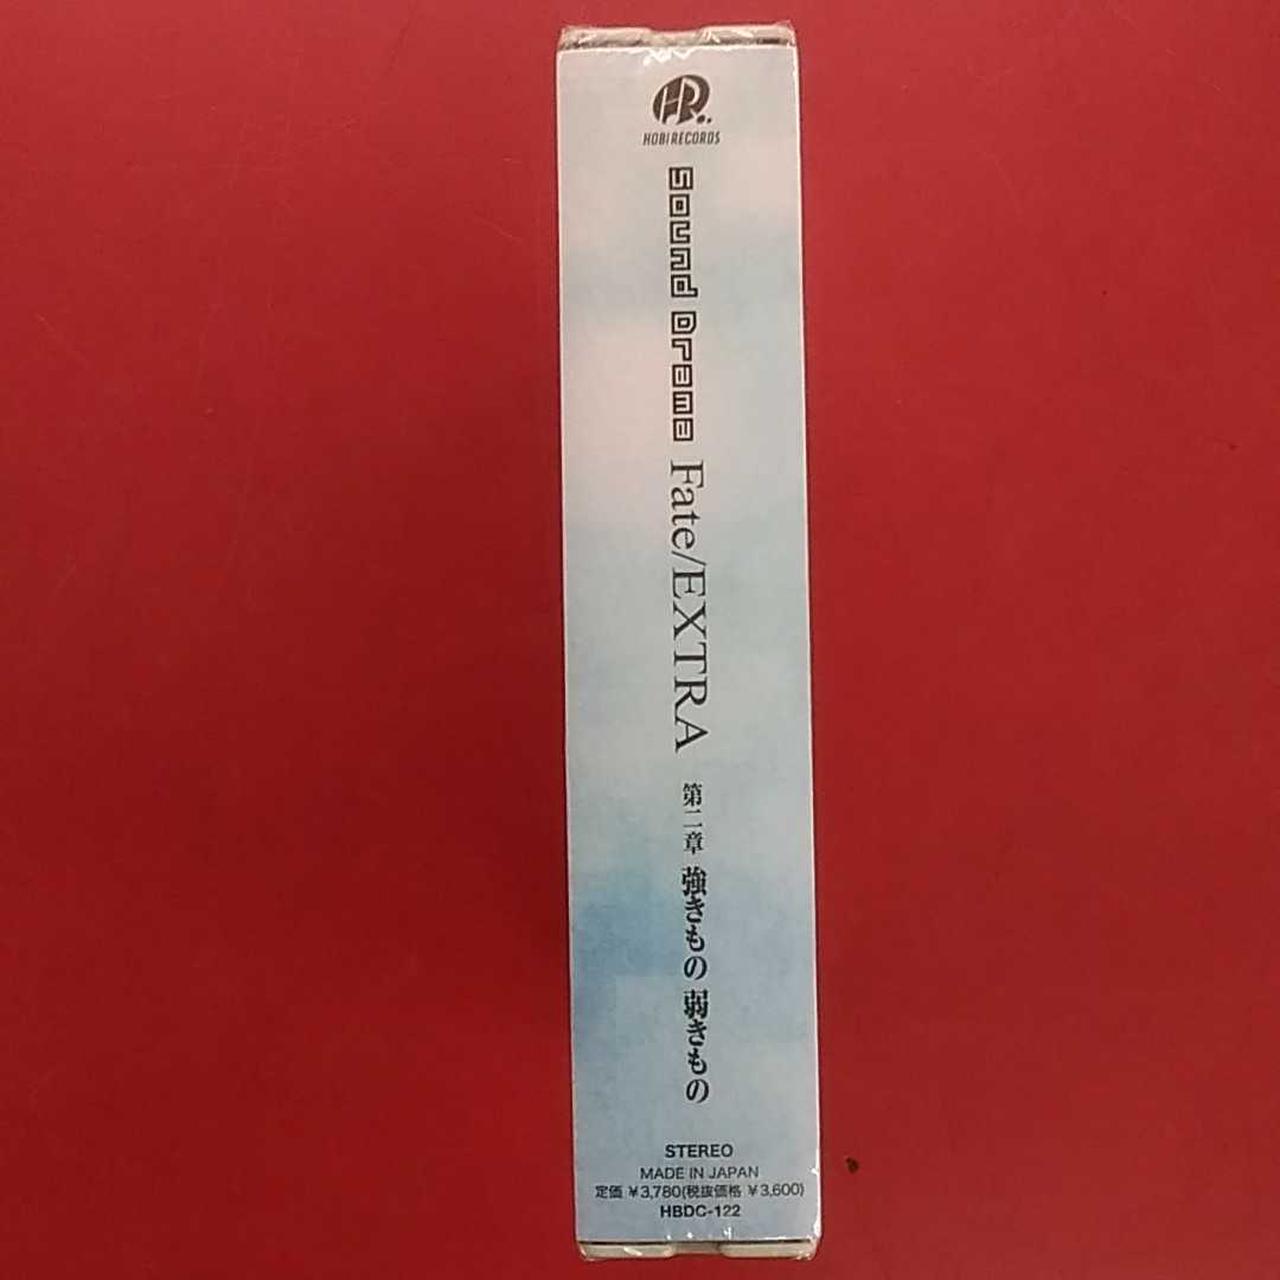 HR..
HOBIRECORDS
Sound Drama
Fate/EXTRA
第二章 強きもの 弱きもの
STEREO
MADE IN JAPAN
定価 ¥3,780(税抜価格 ¥3,600)
HBDC-122